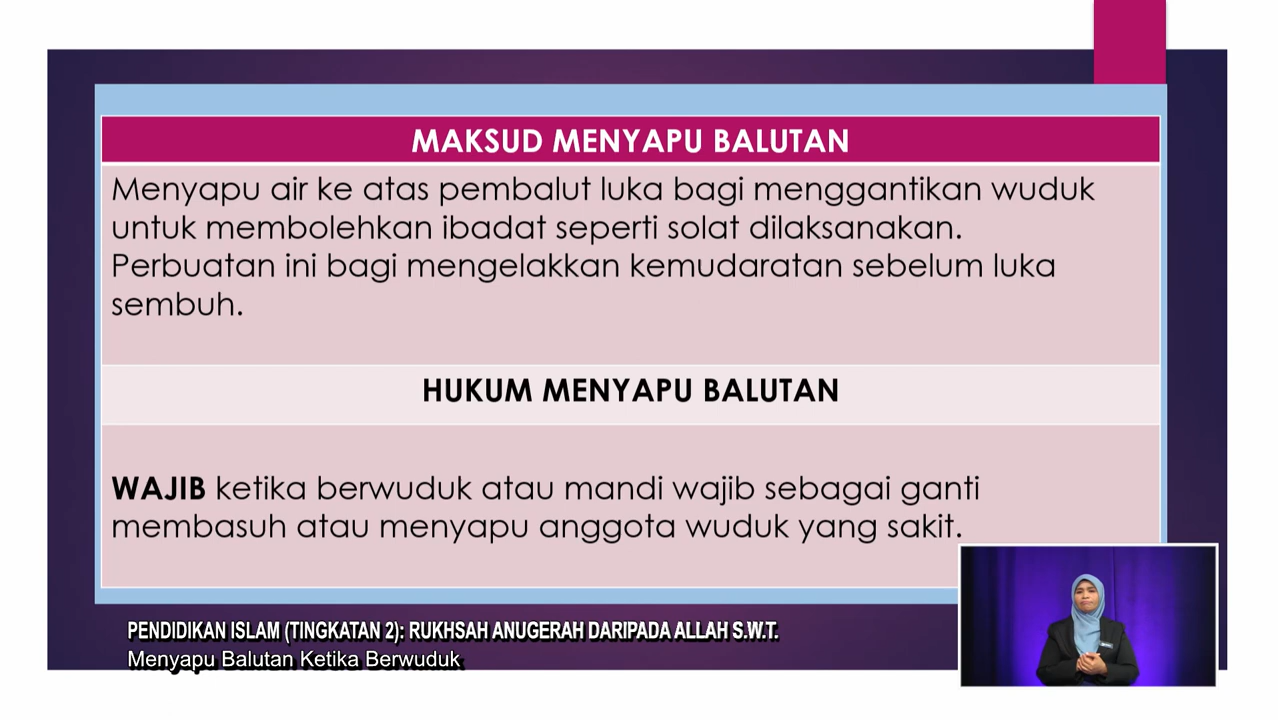 MAKSUD MENYAPU BALUTAN
Menyapu air ke atas pembalut luka bagi menggantikan wuduk
untuk membolehkan ibadat seperti solat dilaksanakan.
Perbuatan ini bagi mengelakkan kemudaratan sebelum luka
sembuh.
HUKUM MENYAPU BALUTAN
WAJIB ketika berwuduk atau mandi wajib sebagai ganti
membasuh atau menyapu anggota wuduk yang sakit.
PENDIDIKAN ISLAM (TINGKATAN 2): RUKHSAH ANUGERAH DARIPADA ALLAH S.W.T.
Menyapu Balutan Ketika Berwuduk